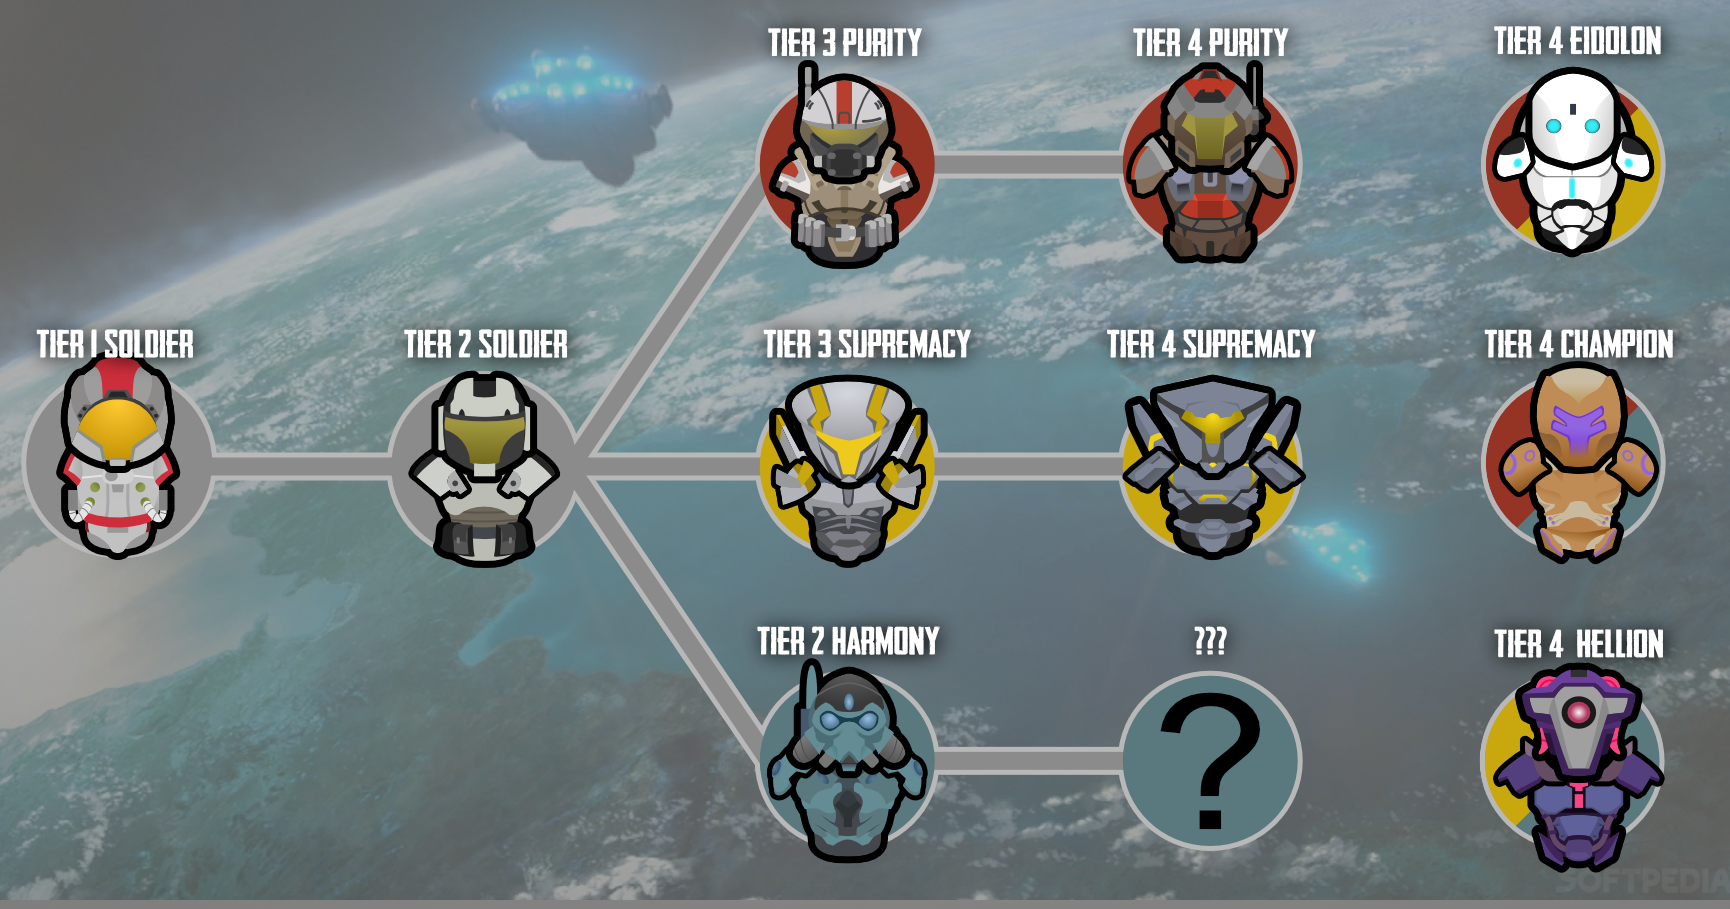 TIER 3 PURITY
TIER 4 PURITY
TIER 4 EIDOLON
TIER 1 SOLDIER
TIER 2 SOLDIER
TIER 3 SUPREMACY
TIER 4 SUPREMACY
TIER 4 CHAMPION
TIER 2 HARMONY
???
TIER 4 HELLION
?
SOFTPEDIA